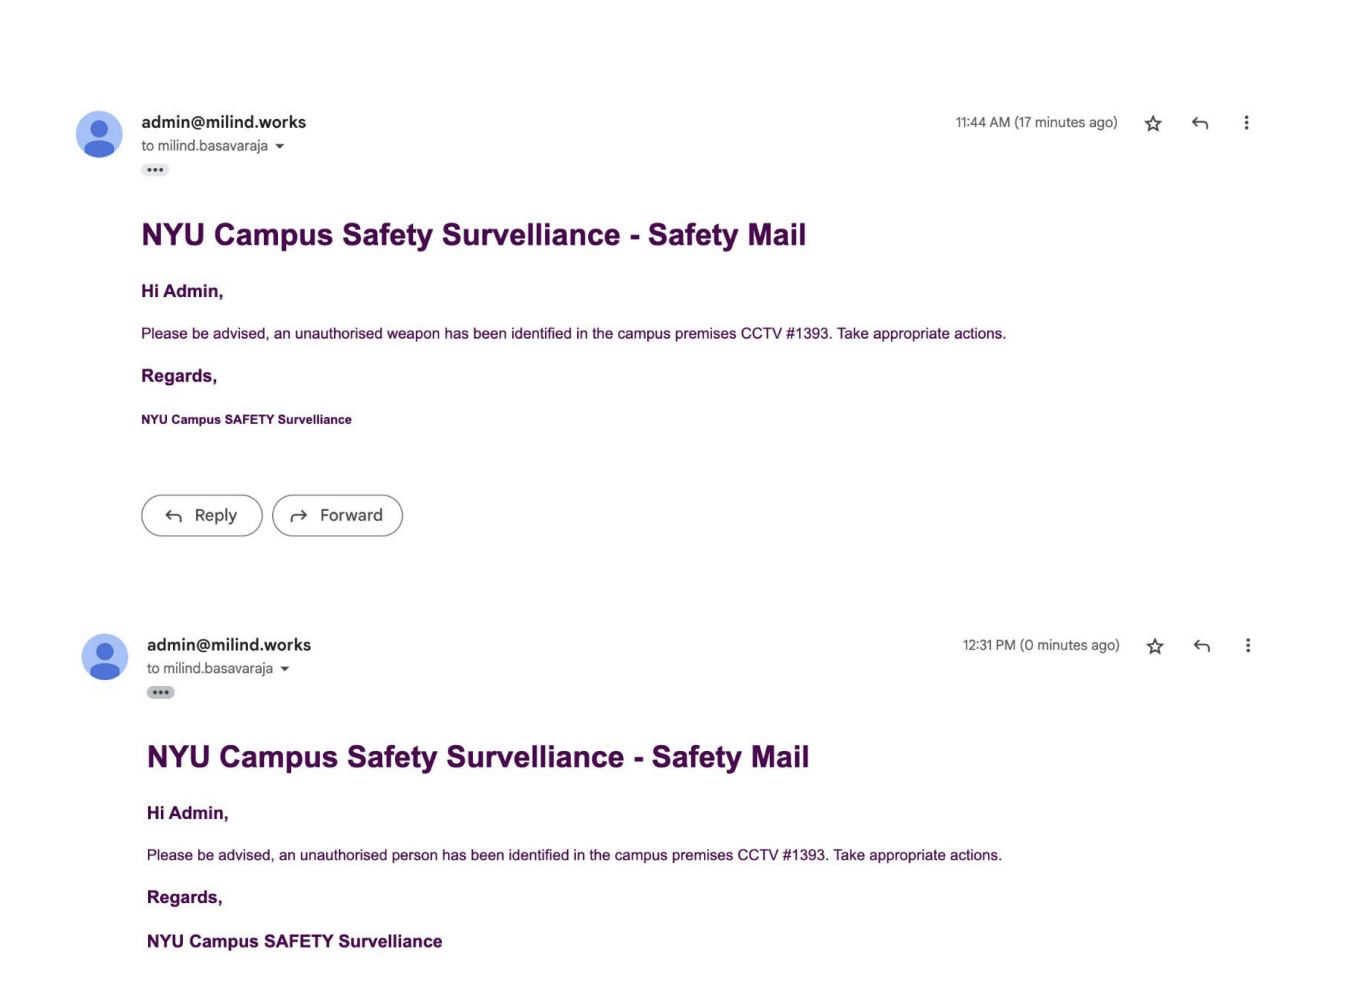 admin@milind.works
11:44 AM (17 minutes ago)
to milind.basavaraja
NYU Campus Safety Survelliance - Safety Mail
Hi Admin,
Please be advised, an unauthorised weapon has been identified in the campus premises CCTV #1393. Take appropriate actions.
Regards,
NYU Campus SAFETY Survelliance
Reply
Forward
admin@milind.works
12:31 PM (0 minutes ago)
to milind.basavaraja
NYU Campus Safety Survelliance - Safety Mail
Hi Admin,
Please be advised, an unauthorised person has been identified in the campus premises CCTV #1393. Take appropriate actions.
Regards,
NYU Campus SAFETY Survelliance